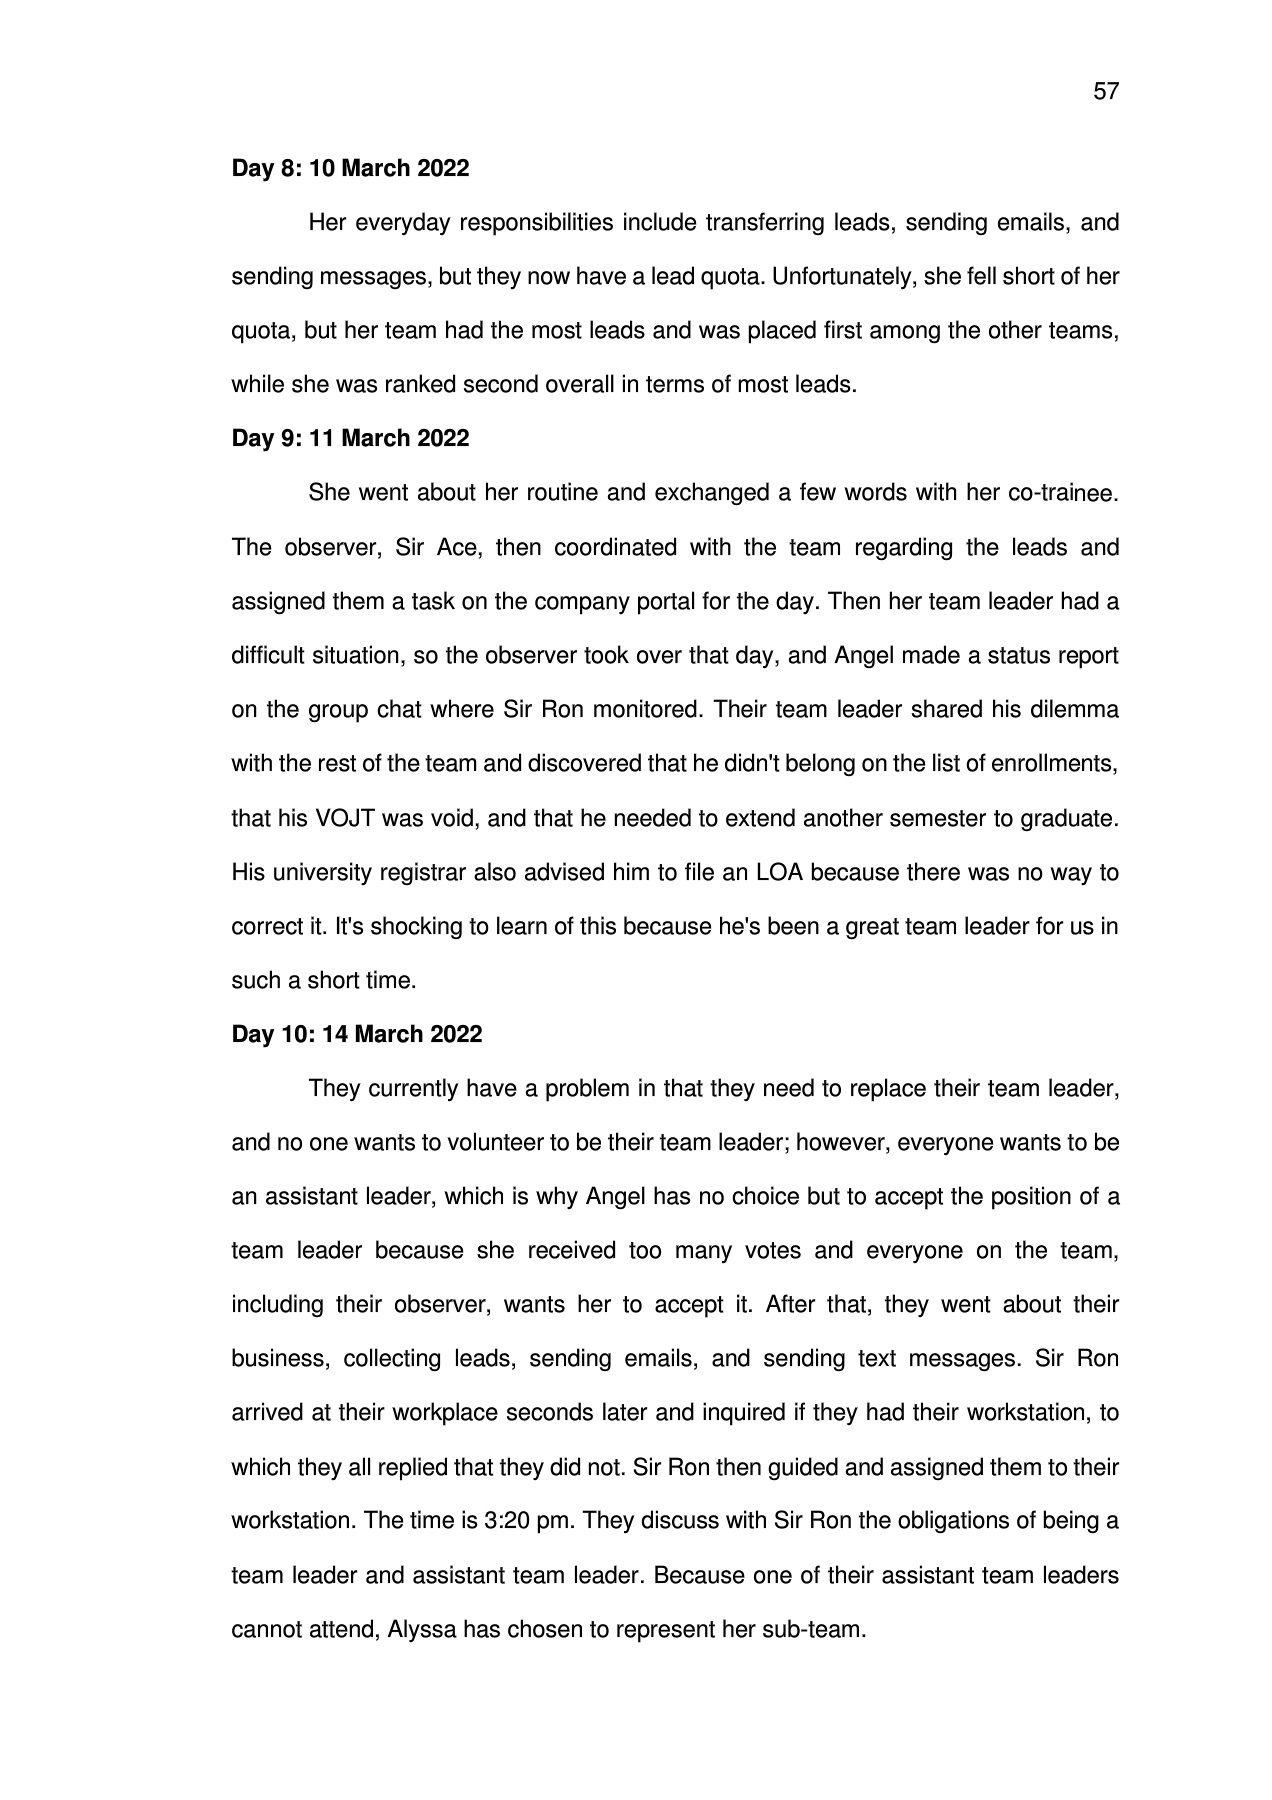 57
Day 8: 10 March 2022
Her everyday responsibilities include transferring leads, sending emails, and
sending messages, but they now have a lead quota. Unfortunately, she fell short of her
quota, but her team had the most leads and was placed first among the other teams,
while she was ranked second overall in terms of most leads.
Day 9: 11 March 2022
She went about her routine and exchanged a few words with her co-trainee.
The observer, Sir Ace, then coordinated with the team regarding the leads and
assigned them a task on the company portal for the day. Then her team leader had a
difficult situation, so the observer took over that day, and Angel made a status report
on the group chat where Sir Ron monitored. Their team leader shared his dilemma
with the rest of the team and discovered that he didn't belong on the list of enrollments,
that his VOJT was void, and that he needed to extend another semester to graduate.
His university registrar also advised him to file an LOA because there was no way to
correct it. It's shocking to learn of this because he's been a great team leader for us in
such a short time.
Day 10: 14 March 2022
They currently have a problem in that they need to replace their team leader,
and no one wants to volunteer to be their team leader; however, everyone wants to be
an assistant leader, which is why Angel has no choice but to accept the position of a
team leader because she received too many votes and everyone on the team,
including their observer, wants her to accept it. After that, they went about their
business, collecting leads, sending emails, and sending text messages. Sir Ron
arrived at their workplace seconds later and inquired if they had their workstation, to
which they all replied that they did not. Sir Ron then guided and assigned them to their
workstation. The time is 3:20 pm. They discuss with Sir Ron the obligations of being a
team leader and assistant team leader. Because one of their assistant team leaders
cannot attend, Alyssa has chosen to represent her sub-team.